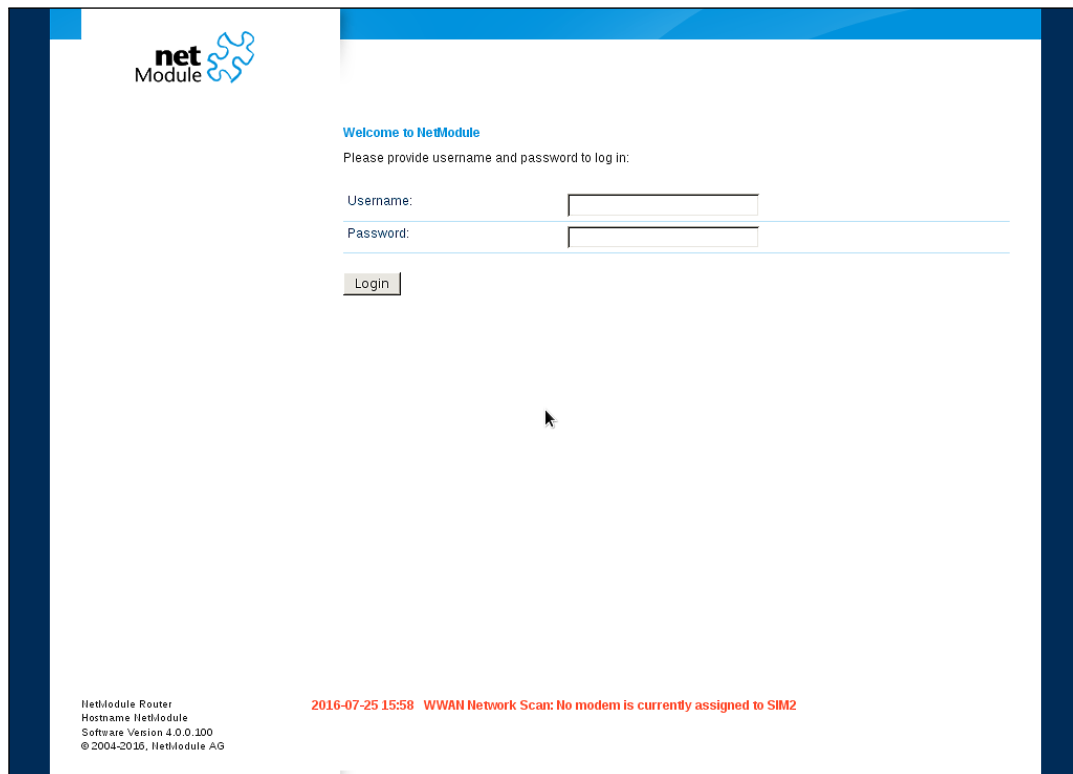 net
Module
Welcome to NetModule
Please provide username and password to log in:
Username:
Password:
Login
NetModule Router
Hostname NetModule
Software Version 4.0.0.100
© 2004-2016, NetModule AG
2016-07-25 15:58 WWAN Network Scan: No modem is currently assigned to SIM2